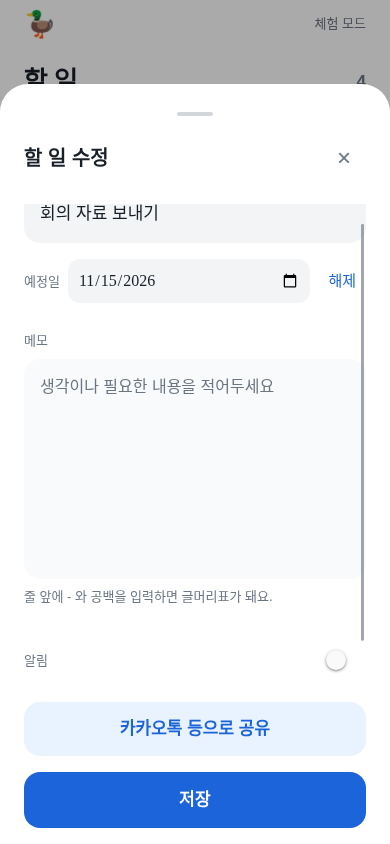 체험 모드
할 일
4
할 일 수정
회의 자료 보내기
예정일
11/15/2026
해제
메모
생각이나 필요한 내용을 적어두세요
줄 앞에 - 와 공백을 입력하면 글머리표가 돼요.
알림
카카오톡 등으로 공유
저장